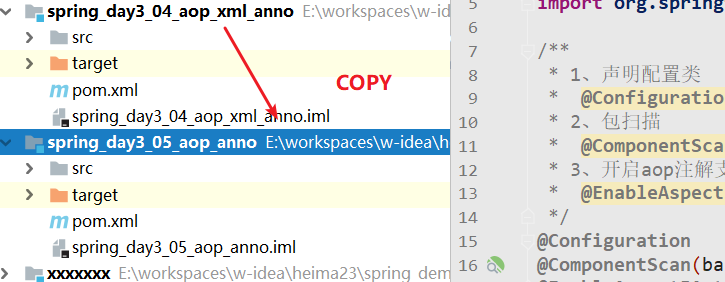 spring_day3_04_aop_xml_anno E:\workspaces\w-idea\
src
target
COPY
pom.xml
spring_day3_04_aop_xml_anno.iml
spring_day3_05_aop_anno E:\workspaces\w-idea\h
src
target
pom.xml
spring_day3_05_aop_anno.iml
xxxxxxx E:\workspaces\w-idea\heima23\spring_dem
5 import org.spring
6
7 /**
8 * 1、声明配置类
9 * @Configuratio
10 * 2、包扫描
11 * @ComponentSca
12 * 3、开启aop注解支
13 * @EnableAspect
14 */
15 @Configuration
16 @ComponentScan(ba